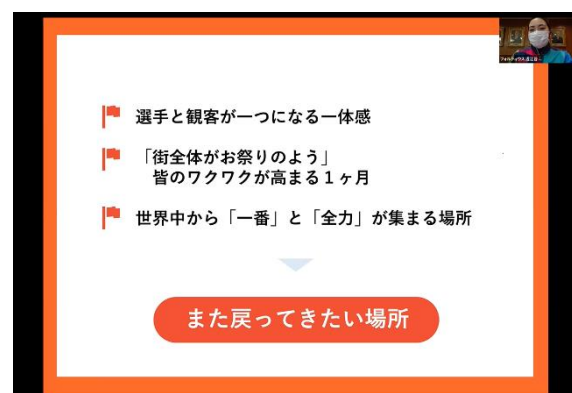 選手と観客が一つになる一体感
「街全体がお祭りのよう」
皆のワクワクが高まる1ヶ月
世界中から「一番」と「全力」が集まる場所
また戻ってきたい場所